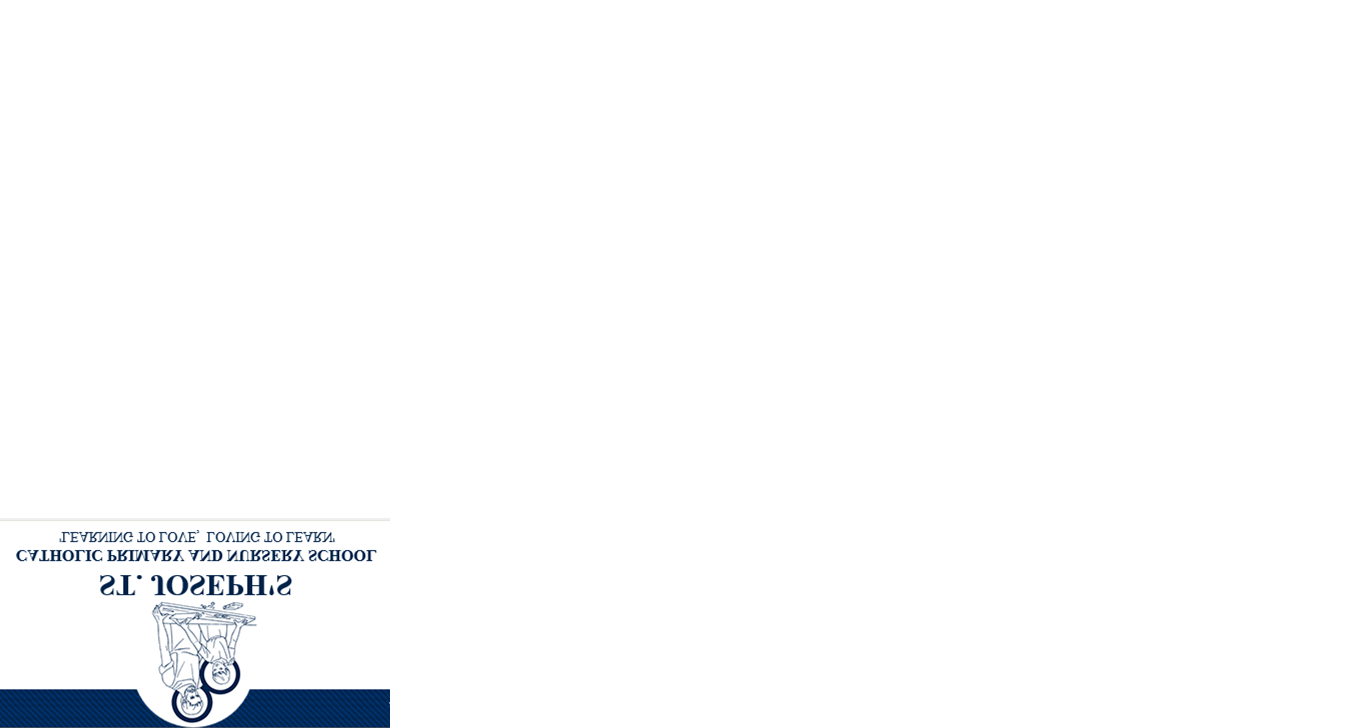 ST. JOSEPH'S
CATHOLIC PRIMARY AND NURSERY SCHOOL
'LEARNING TO LOVE, LOVING TO LEARN'